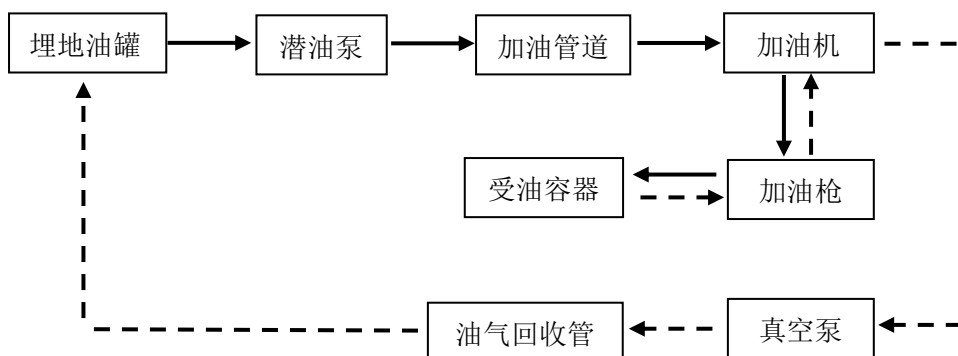 埋地油罐
潜油泵
加油管道
加油机
受油容器
加油枪
油气回收管
真空泵